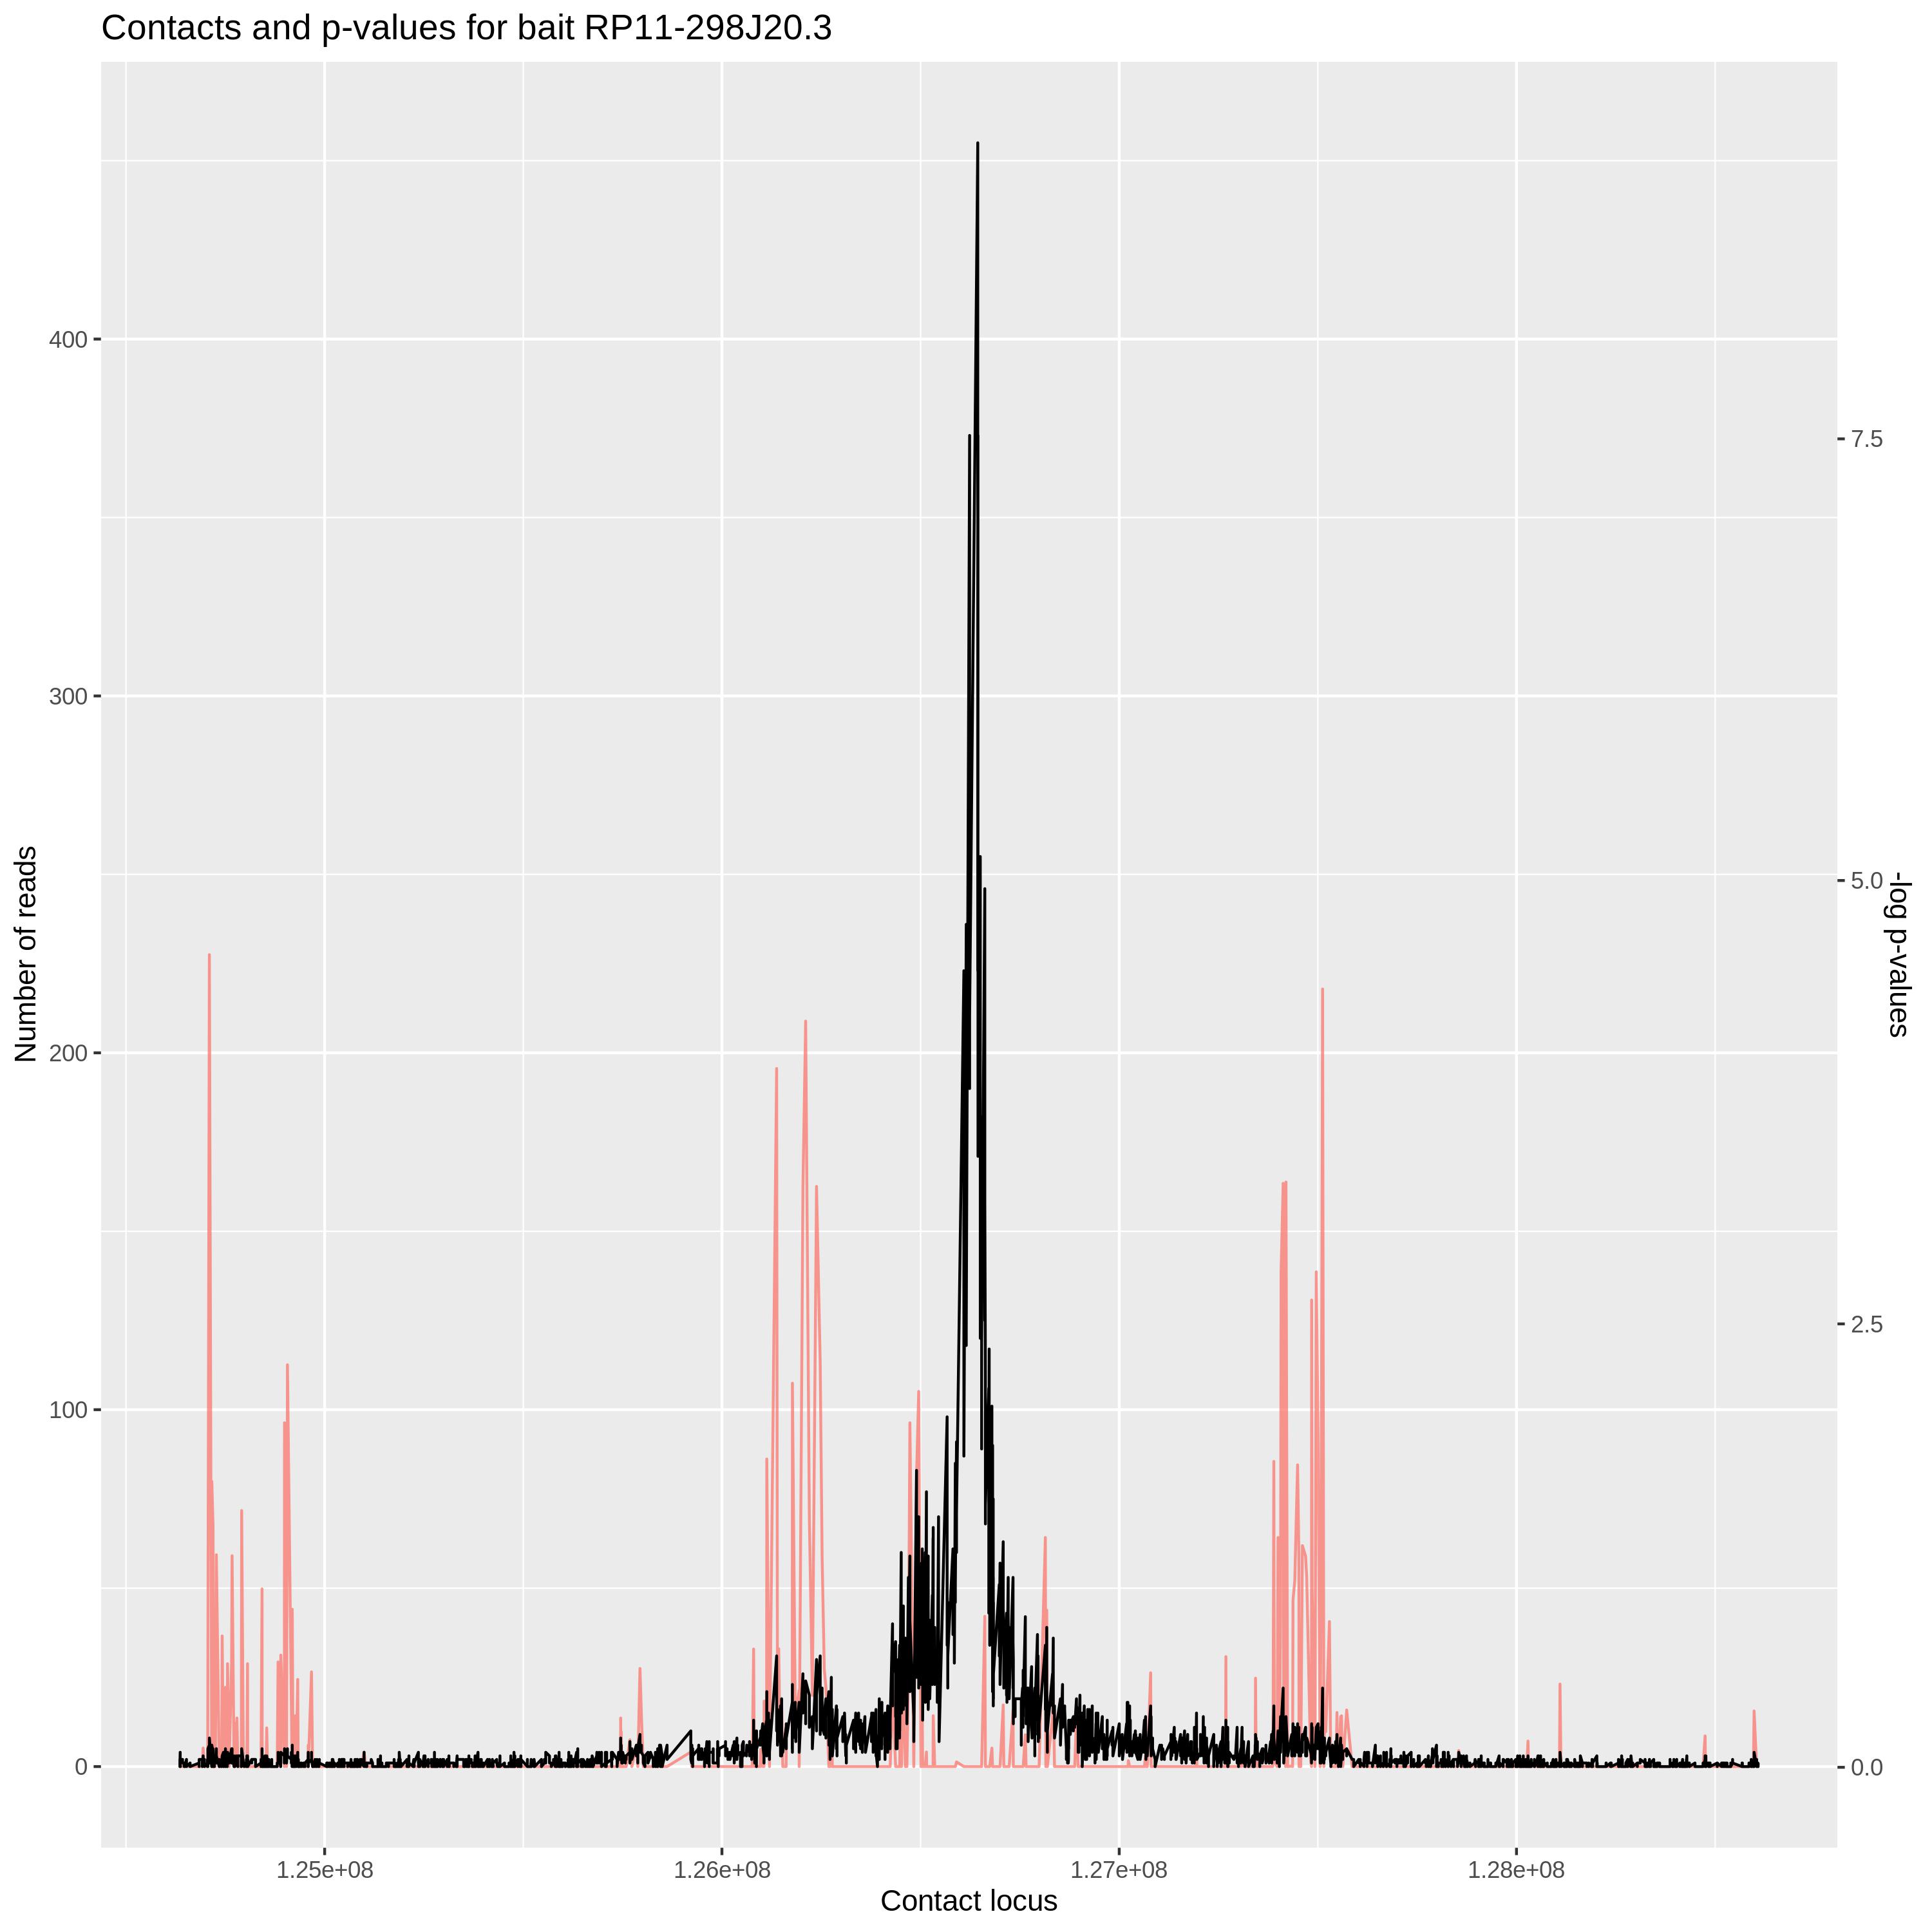 Contacts and p-values for bait RP11-298J20.3
Number of reads
400
300
200
100
0
7.5
5.0
2.5
0.0
-log p-values
1.25e+08
1.26e+08
1.27e+08
1.28e+08
Contact locus